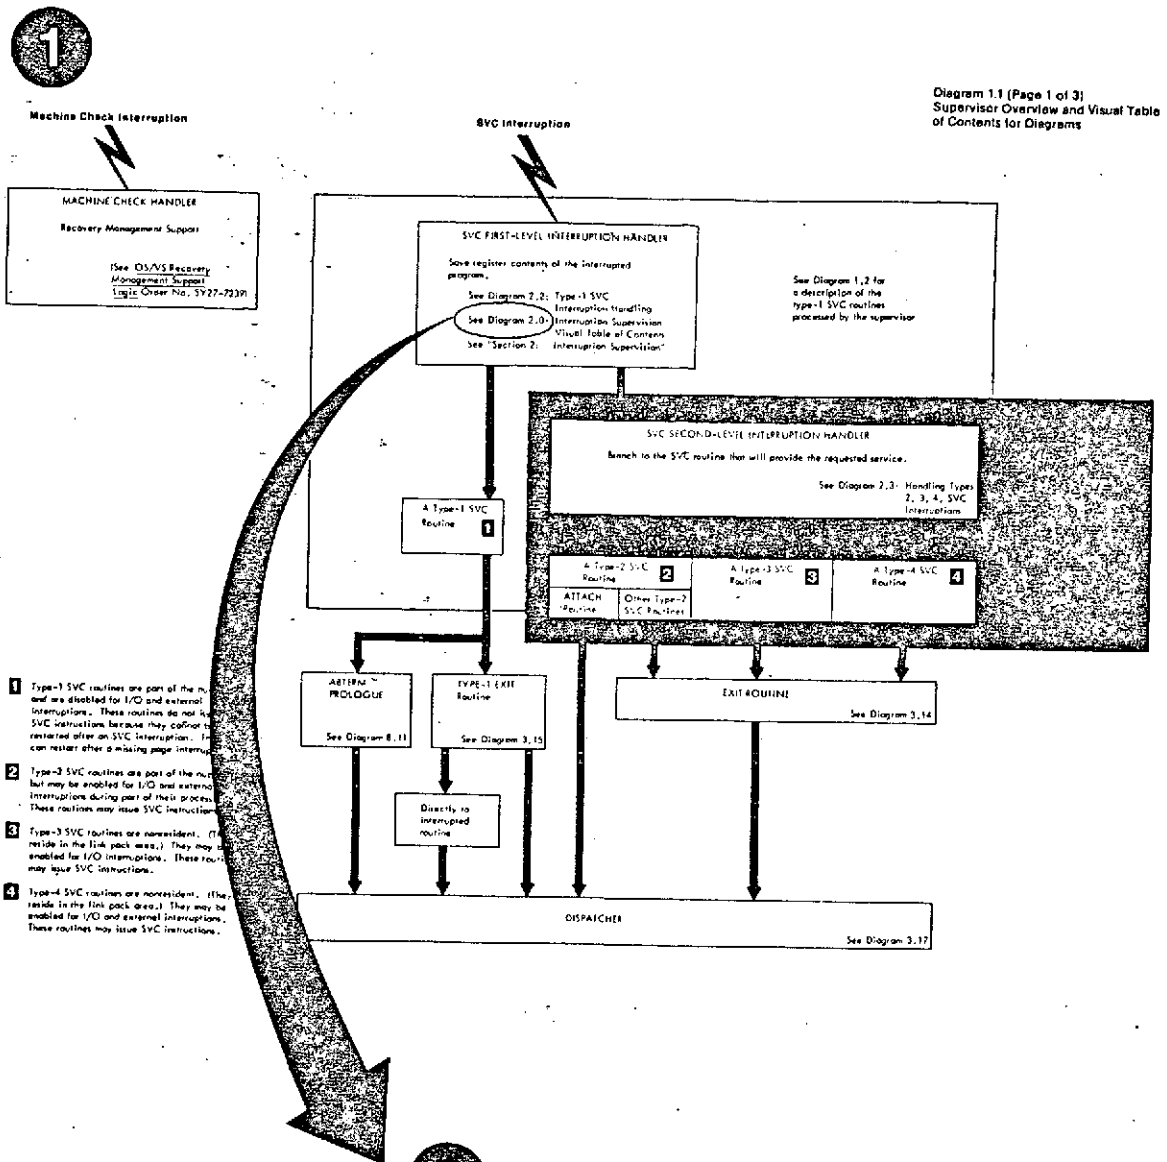 1
Diagram 1.1 (Page 1 of 3)
Supervisor Overview and Visual Table
of Contents for Diagrams
Machine Check Interruption
SVC Interruption
MACHINE CHECK HANDLER
Recovery Management Support
(See OS/VS Recovery
Management Support
Logic Order No. SY27-7239)
SVC FIRST-LEVEL INTERRUPTION HANDLER
Save register contents of the interrupted
program.
See Diagram 2.2: Type-1 SVC
Interruption Handling
See Diagram 2.0: Interruption Supervision
Visual Table of Contents
See "Section 2: Interruption Supervision"
See Diagram 1.2 for
a description of the
type-1 SVC routines
processed by the supervisor
SVC SECOND-LEVEL INTERRUPTION HANDLER
Branch to the SVC routine that will provide the requested service.
See Diagram 2.3: Handling Types
2, 3, 4, SVC
Interruptions
A Type-1 SVC
Routine 1
A Type-2 SVC
Routine 2
ATTACH
Routine
Other Type-2
SVC Routines
A Type-3 SVC
Routine 3
A Type-4 SVC
Routine 4
ABTERM
PROLOGUE
See Diagram 8.11
TYPE-1 EXIT
Routine
See Diagram 3.15
EXIT ROUTINE
See Diagram 3.14
Directly to
interrupted
routine
DISPATCHER
See Diagram 3.17
1 Type-1 SVC routines are part of the
and are disabled for I/O and external
interruptions. These routines do not
SVC instructions because they cannot
restarted after an SVC interruption.
can restart after a missing page
2 Type-2 SVC routines are part of the
but may be enabled for I/O and
interruptions during part of their
These routines may issue SVC
3 Type-3 SVC routines are nonresident.
reside in the link pack area.) They may
enabled for I/O interruptions. These
may issue SVC instructions.
4 Type-4 SVC routines are nonresident. (They
reside in the link pack area.) They may be
enabled for I/O and external interruptions.
These routines may issue SVC instructions.